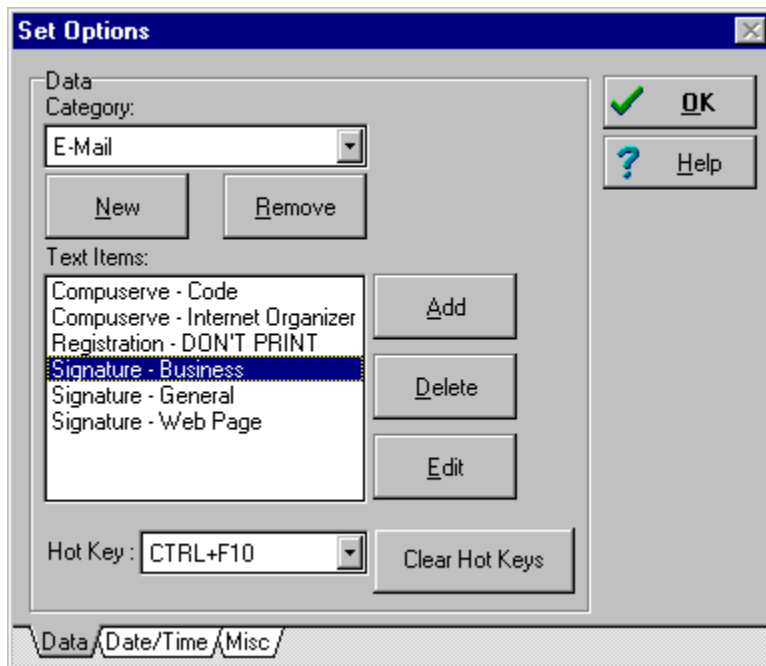 Set Options
Data
Category:
E-Mail
New
Remove
Text Items:
Compuserve - Code
Compuserve - Internet Organizer
Registration - DON'T PRINT
Signature - Business
Signature - General
Signature - Web Page
Add
Delete
Edit
Hot Key :
CTRL+F10
Clear Hot Keys
OK
? Help
Data
Date/Time
Misc